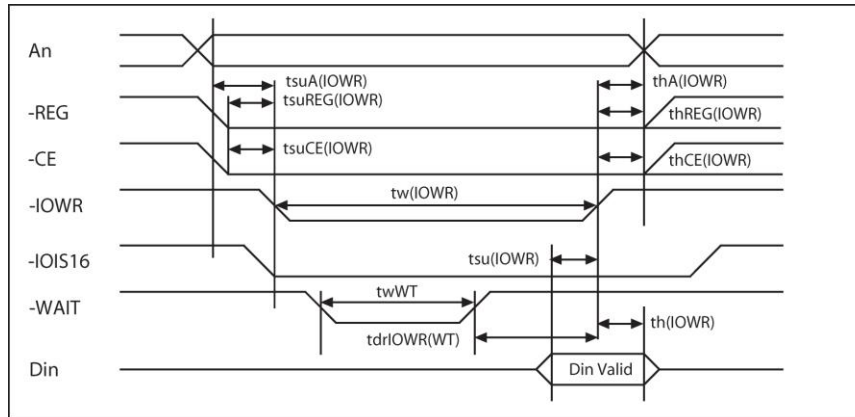 An
tsuA(IOWR)
thA(IOWR)
tsuREG(IOWR)
-REG
thREG(IOWR)
tsuCE(IOWR)
-CE
thCE(IOWR)
-IOWR
tw(IOWR)
-IOIS16
tsu(IOWR)
-WAIT
twWT
th(IOWR)
tdrIOWR(WT)
Din
Din Valid